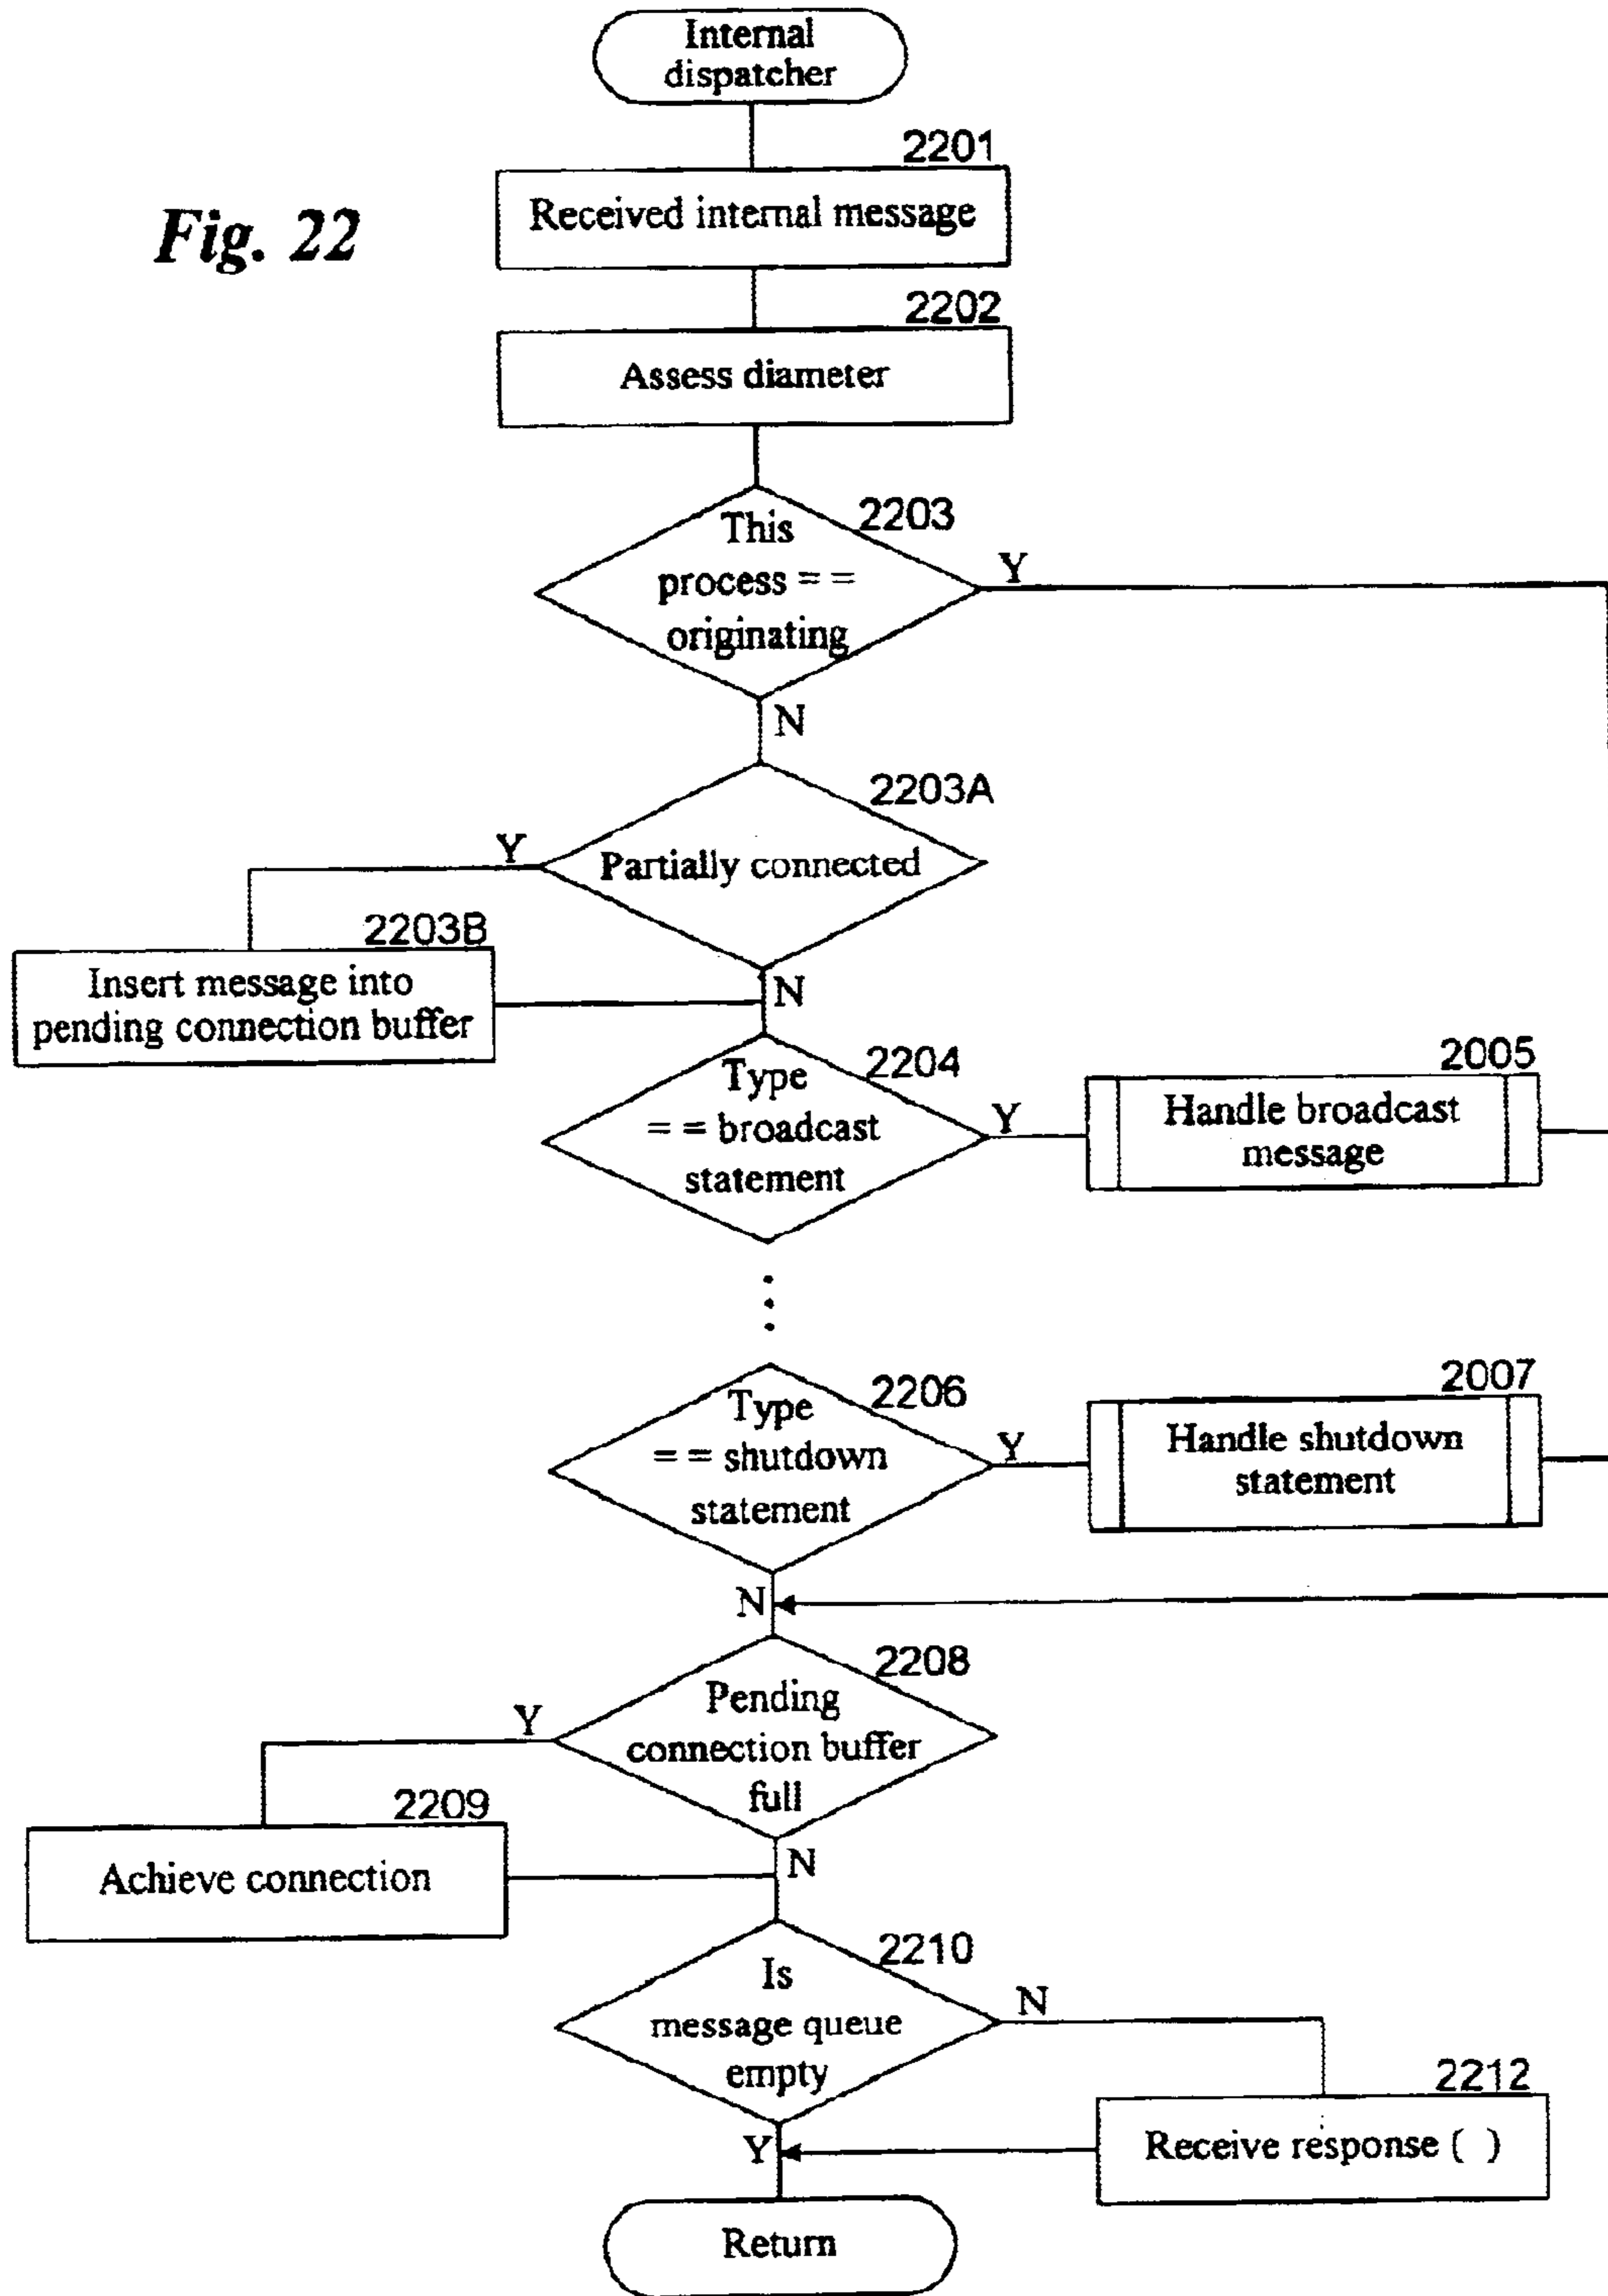 Internal
dispatcher
2201
Received internal message
Fig. 22
2202
Assess diameter
2203
This
process = =
originating
Y
N
2203A
Partially connected
Y
2203B
Insert message into
pending connection buffer
N
2204
Type
= = broadcast
statement
Y
2005
Handle broadcast
message
2206
Type
= = shutdown
statement
Y
2007
Handle shutdown
statement
N
2208
Pending
connection buffer
full
Y
2209
Achieve connection
N
2210
Is
message queue
empty
N
2212
Receive response ( )
Y
Return